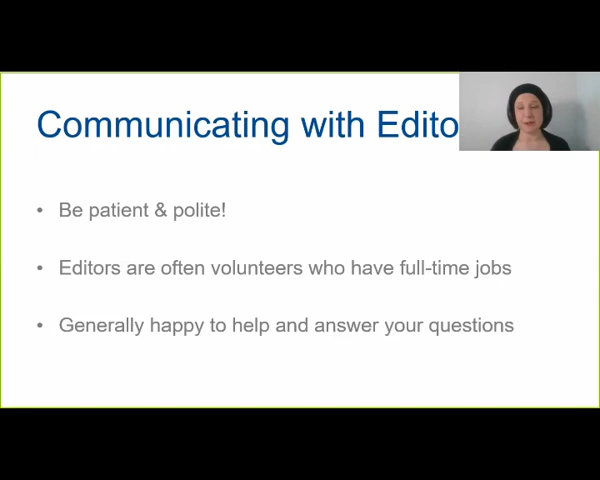 Communicating with Edito
• Be patient & polite!
• Editors are often volunteers who have full-time jobs
• Generally happy to help and answer your questions